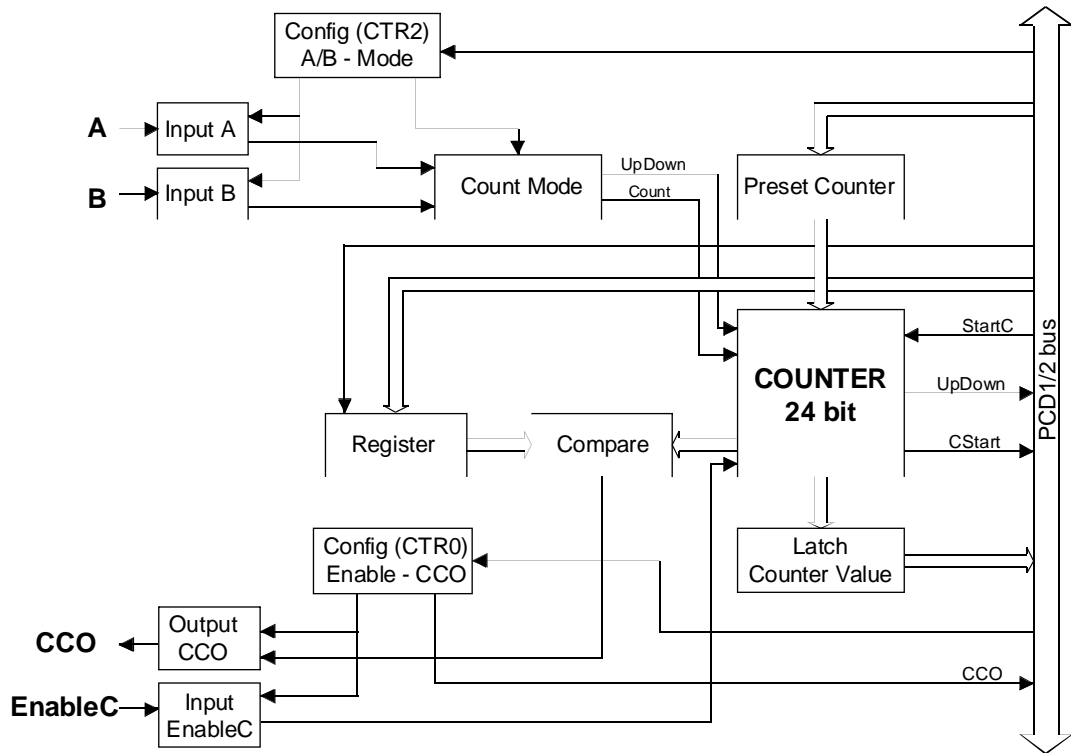 Config (CTR2)
A/B - Mode
A
Input A
B
Input B
Count Mode
UpDown
Count
Preset Counter
StartC
COUNTER
24 bit
UpDown
CStart
PCD1/2 bus
Register
Compare
Config (CTR0)
Enable - CCO
Latch
Counter Value
CCO
Output
CCO
CCO
EnableC
Input
EnableC